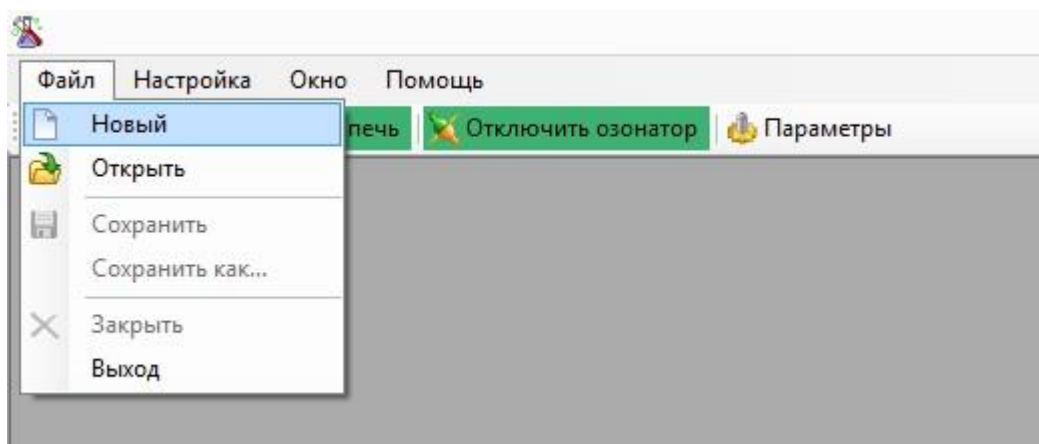 Файл Настройка Окно Помощь
Новый
печь Отключить озонатор Параметры
Открыть
Сохранить
Сохранить как...
Закрыть
Выход